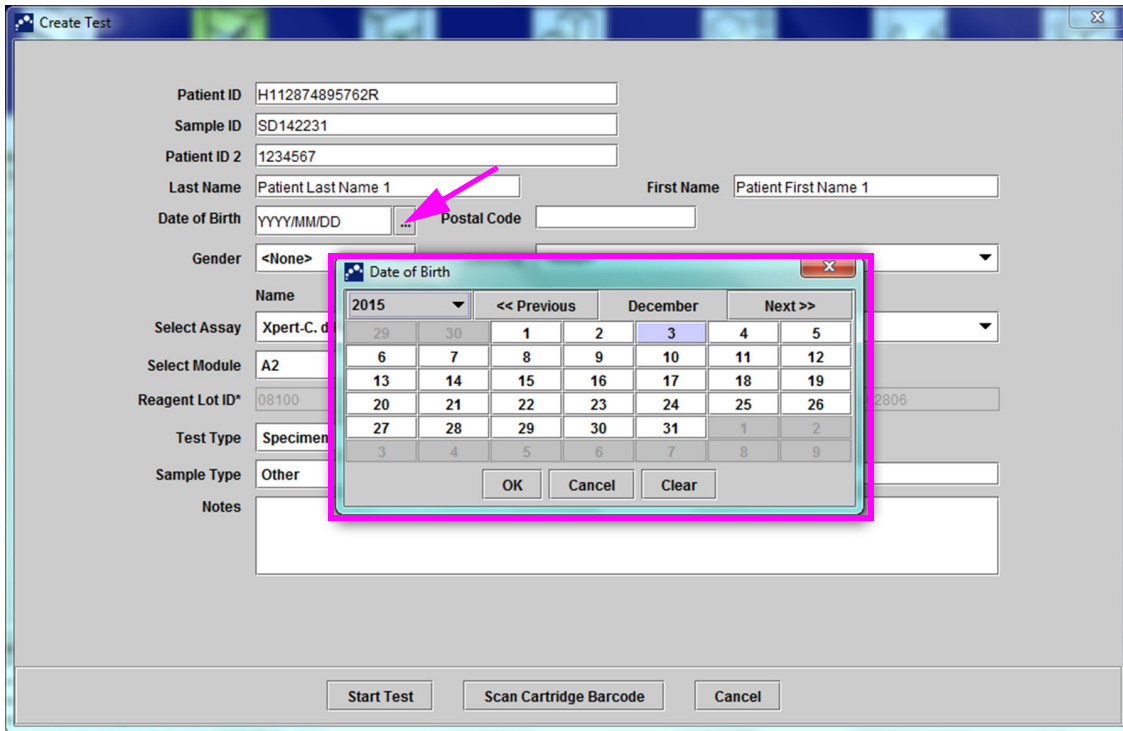 Create Test
Patient ID H112874895762R
Sample ID SD142231
Patient ID 2 1234567
Last Name Patient Last Name 1 First Name Patient First Name 1
Date of Birth YYYY/MM/DD ... Postal Code
Gender <None>
Date of Birth
Name
2015 << Previous December Next >>
29 30 1 2 3 4 5
Select Assay Xpert-C. d
6 7 8 9 10 11 12
Select Module A2
13 14 15 16 17 18 19
Reagent Lot ID* 08100 2806
20 21 22 23 24 25 26
27 28 29 30 31 1 2
Test Type Specimen
3 4 5 6 7 8 9
Sample Type Other
OK Cancel Clear
Notes
Start Test Scan Cartridge Barcode Cancel